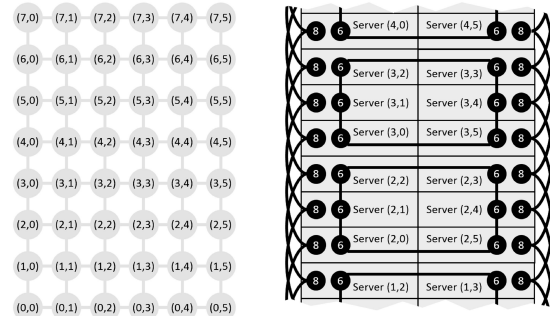 (7,0) (7,1) (7,2) (7,3) (7,4) (7,5)
(6,0) (6,1) (6,2) (6,3) (6,4) (6,5)
(5,0) (5,1) (5,2) (5,3) (5,4) (5,5)
(4,0) (4,1) (4,2) (4,3) (4,4) (4,5)
(3,0) (3,1) (3,2) (3,3) (3,4) (3,5)
(2,0) (2,1) (2,2) (2,3) (2,4) (2,5)
(1,0) (1,1) (1,2) (1,3) (1,4) (1,5)
(0,0) (0,1) (0,2) (0,3) (0,4) (0,5)
8 6 Server (4,0) Server (4,5) 6 8
8 6 Server (3,2) Server (3,3) 6 8
8 6 Server (3,1) Server (3,4) 6 8
8 6 Server (3,0) Server (3,5) 6 8
8 6 Server (2,2) Server (2,3) 6 8
8 6 Server (2,1) Server (2,4) 6 8
8 6 Server (2,0) Server (2,5) 6 8
8 6 Server (1,2) Server (1,3) 6 8